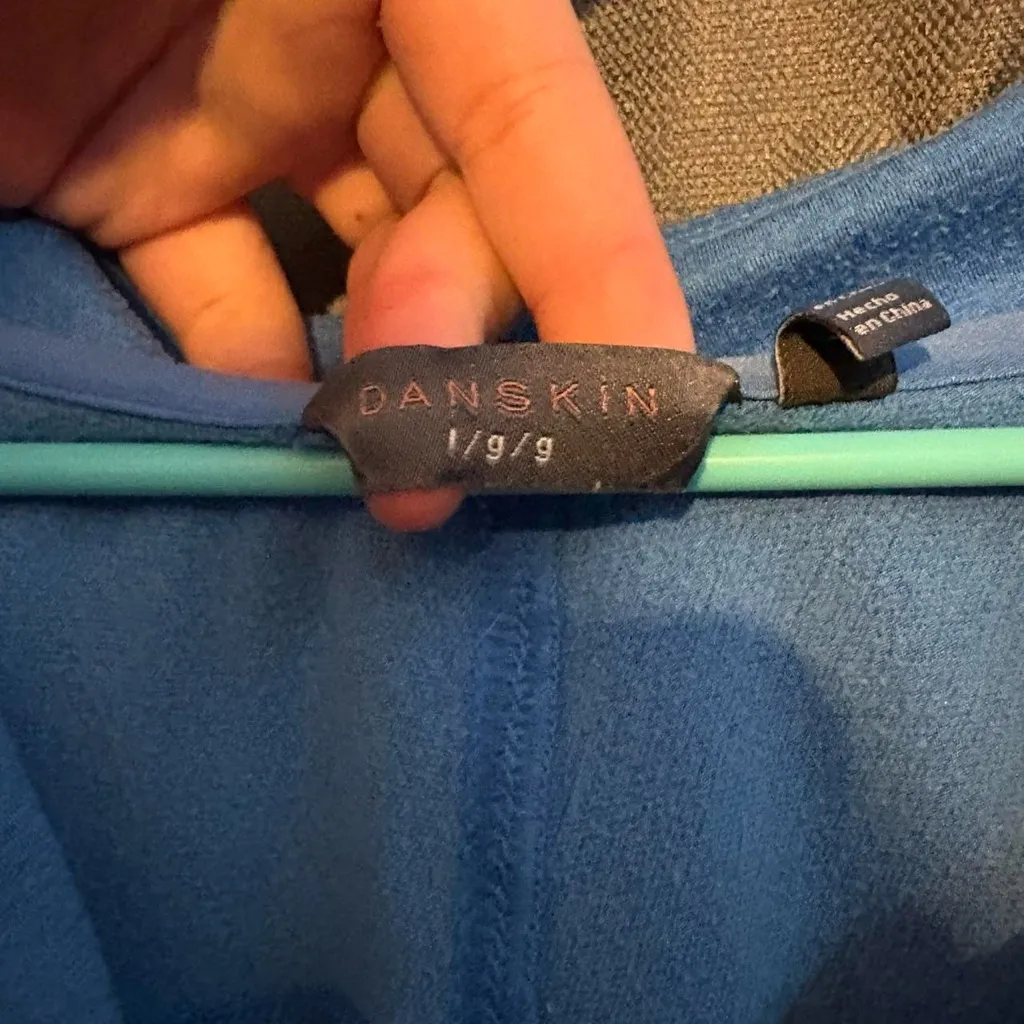 DANSKIN
l/g/g
Hecho
en China